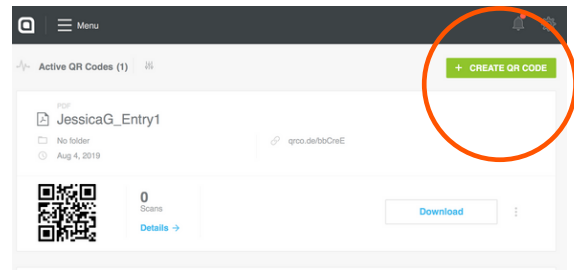 Menu
Active QR Codes (1)
+ CREATE QR CODE
PDF
JessicaG_Entry1
No folder
qrco.de/bbCreE
Aug 4, 2019
0
Scans
Details →
Download